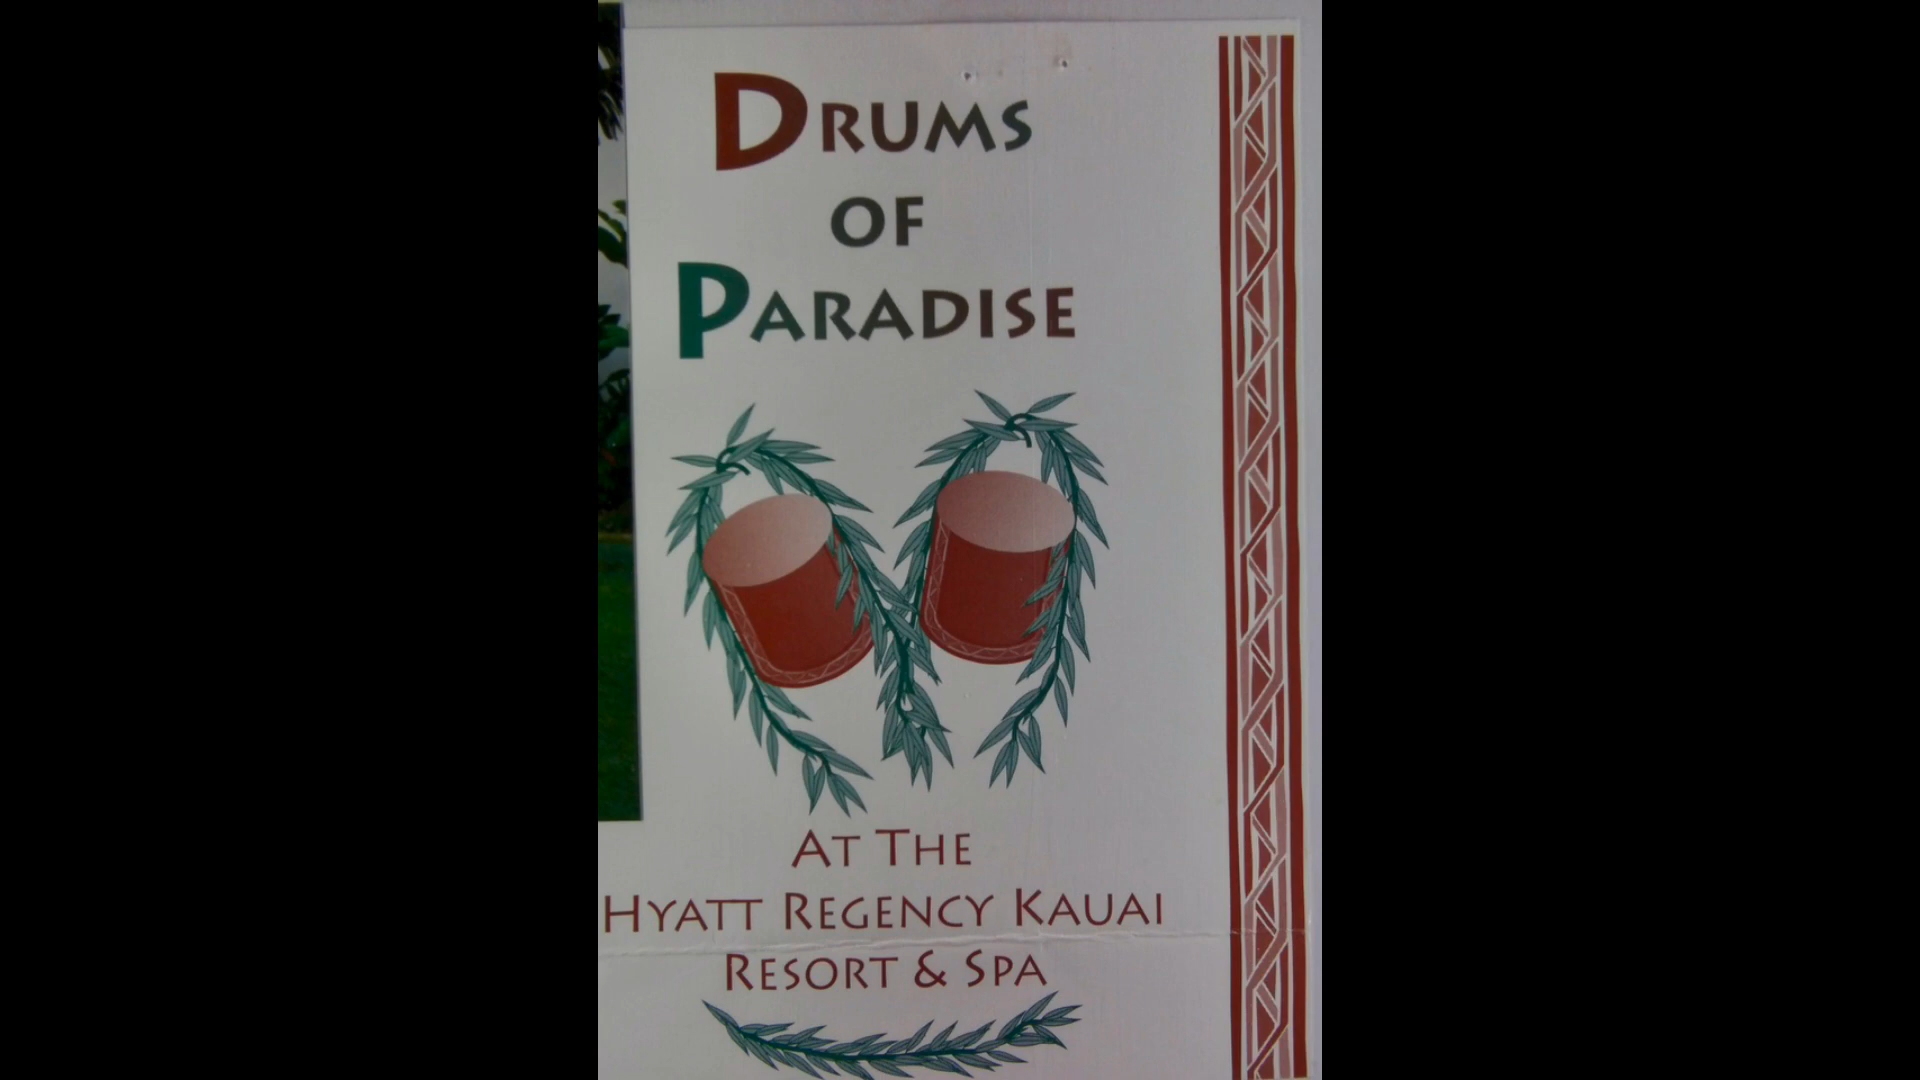 DRUMS
OF
PARADISE
AT THE
HYATT REGENCY KAUAI
RESORT & SPA